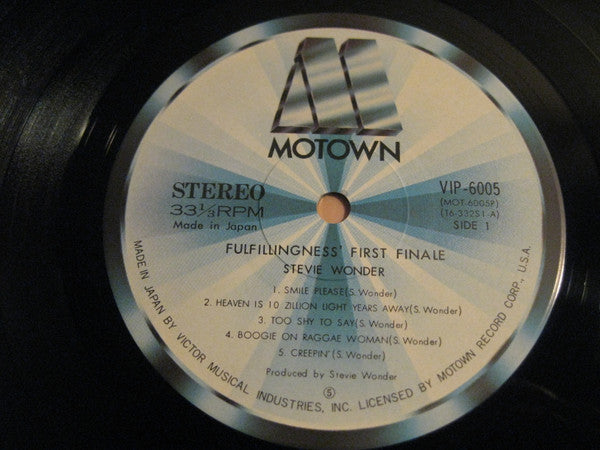 MOTOWN
STEREO
33⅓RPM
Made in Japan
VIP-6005
(MOT-6005P)
(16-332S1-A)
SIDE 1
FULFILLINGNESS' FIRST FINALE
STEVIE WONDER
1. SMILE PLEASE(S. Wonder)
2. HEAVEN IS 10 ZILLION LIGHT YEARS AWAY(S. Wonder)
3. TOO SHY TO SAY(S. Wonder)
4. BOOGIE ON RAGGAE WOMAN(S. Wonder)
5. CREEPIN'(S. Wonder)
Produced by Stevie Wonder
Ⓢ
MADE IN JAPAN BY VICTOR MUSICAL INDUSTRIES, INC. LICENSED BY MOTOWN RECORD CORP., U.S.A.